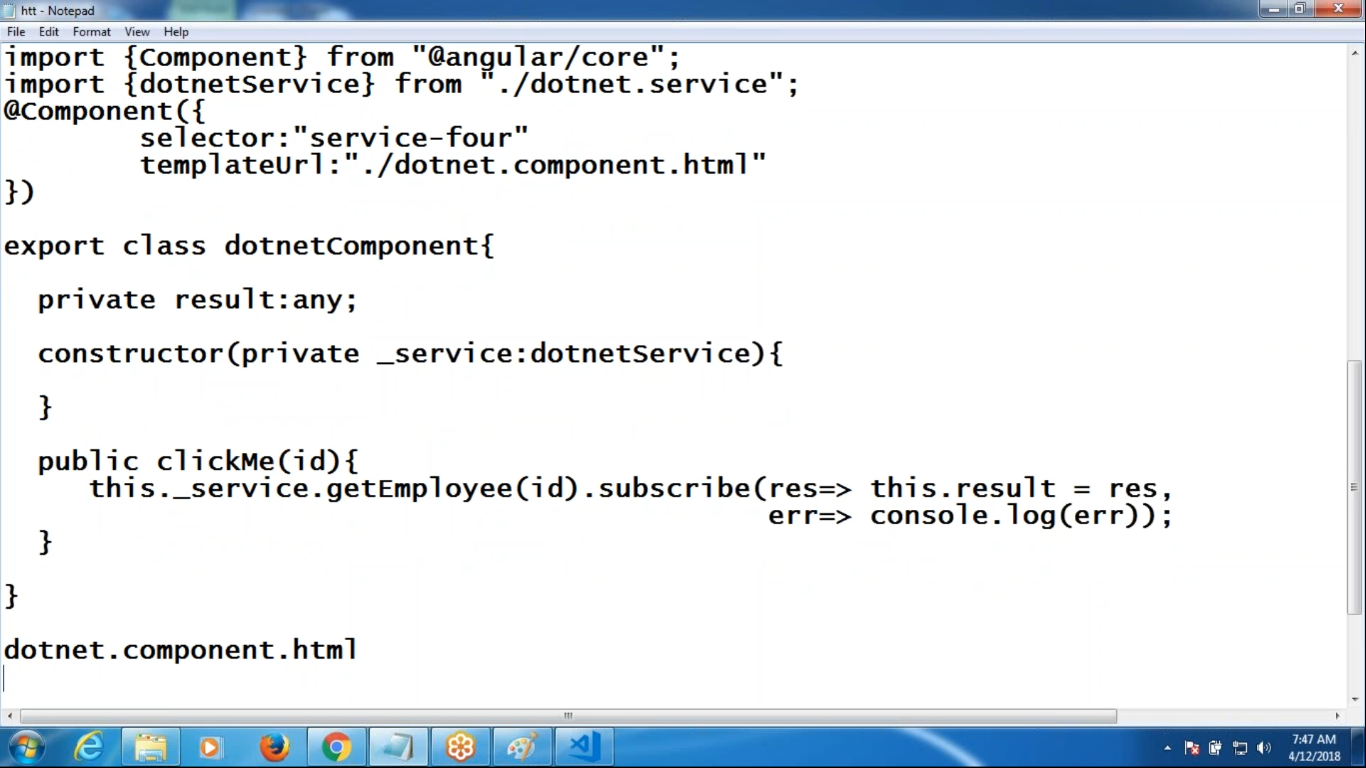 htt - Notepad
File Edit Format View Help
import {Component} from "@angular/core";
import {dotnetService} from "./dotnet.service";
@Component({
selector:"service-four"
templateUrl:"./dotnet.component.html"
})
export class dotnetComponent{
private result:any;
constructor(private _service:dotnetService){
}
public clickMe(id){
this._service.getEmployee(id).subscribe(res=> this.result = res,
err=> console.log(err));
}
}
dotnet.component.html
7:47 AM
4/12/2018